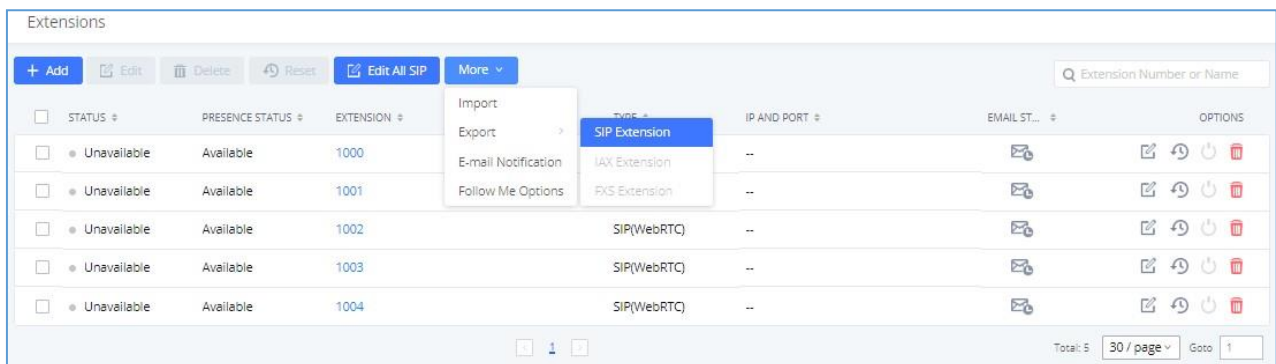 Extensions
+ Add Edit Delete Reset Edit All SIP More Extension Number or Name
STATUS PRESENCE STATUS EXTENSION TYPE IP AND PORT EMAIL ST... OPTIONS
Import
Export
E-mail Notification
Follow Me Options
SIP Extension
IAX Extension
FXS Extension
Unavailable Available 1000 --
Unavailable Available 1001 --
Unavailable Available 1002 SIP(WebRTC) --
Unavailable Available 1003 SIP(WebRTC) --
Unavailable Available 1004 SIP(WebRTC) --
< 1 > Total: 5 30 / page Goto 1